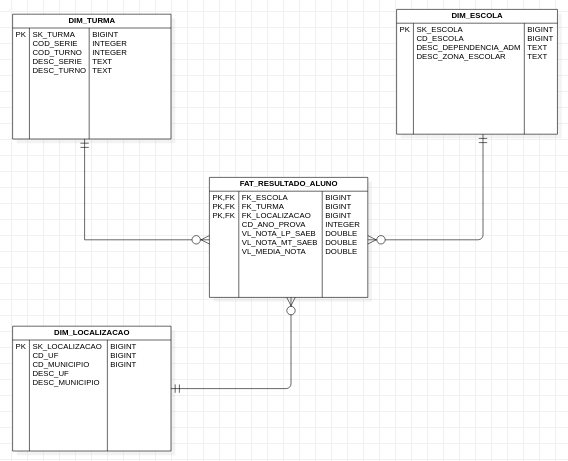 DIM_TURMA
PK SK_TURMA BIGINT
COD_SERIE INTEGER
COD_TURNO INTEGER
DESC_SERIE TEXT
DESC_TURNO TEXT
DIM_ESCOLA
PK SK_ESCOLA BIGINT
CD_ESCOLA BIGINT
DESC_DEPENDENCIA_ADM TEXT
DESC_ZONA_ESCOLAR TEXT
FAT_RESULTADO_ALUNO
PK,FK FK_ESCOLA BIGINT
PK,FK FK_TURMA BIGINT
PK,FK FK_LOCALIZACAO BIGINT
CD_ANO_PROVA INTEGER
VL_NOTA_LP_SAEB DOUBLE
VL_NOTA_MT_SAEB DOUBLE
VL_MEDIA_NOTA DOUBLE
DIM_LOCALIZACAO
PK SK_LOCALIZACAO BIGINT
CD_UF BIGINT
CD_MUNICIPIO BIGINT
DESC_UF
DESC_MUNICIPIO